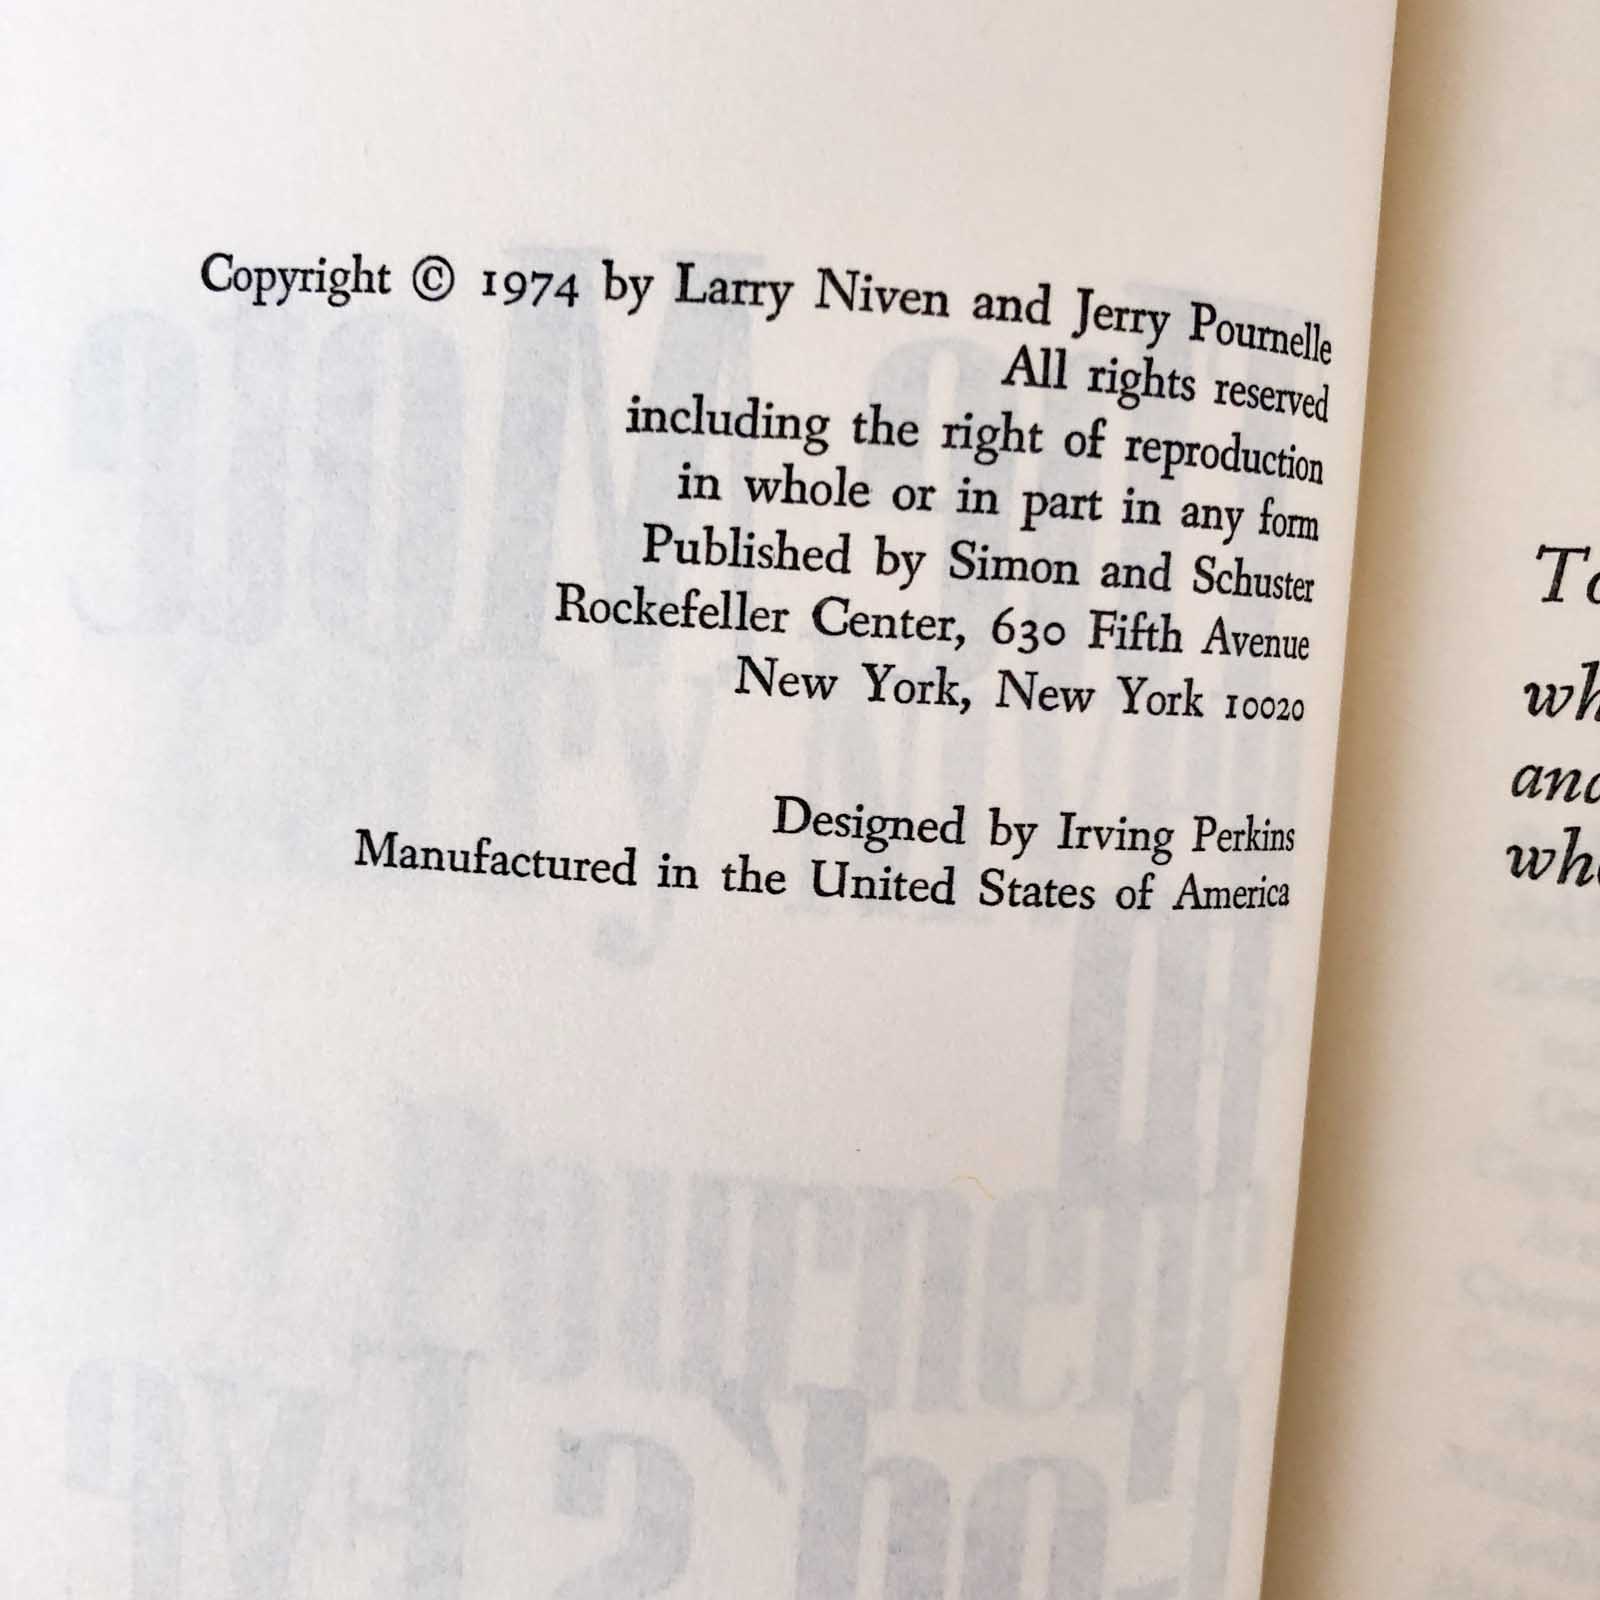 Copyright © 1974 by Larry Niven and Jerry Pournelle
All rights reserved
including the right of reproduction
in whole or in part in any form
Published by Simon and Schuster
Rockefeller Center, 630 Fifth Avenue
New York, New York 10020
Designed by Irving Perkins
Manufactured in the United States of America